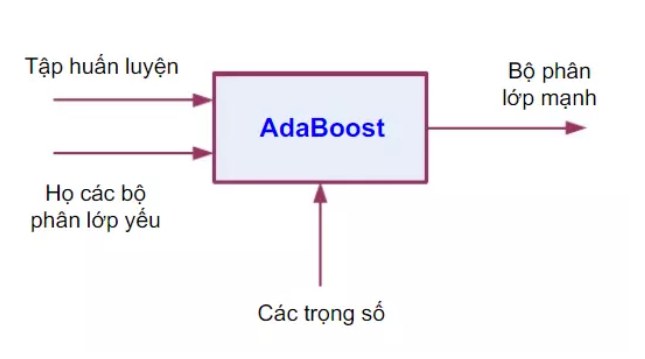 Tập huấn luyện
Bộ phân
lớp mạnh
AdaBoost
Họ các bộ
phân lớp yếu
Các trọng số